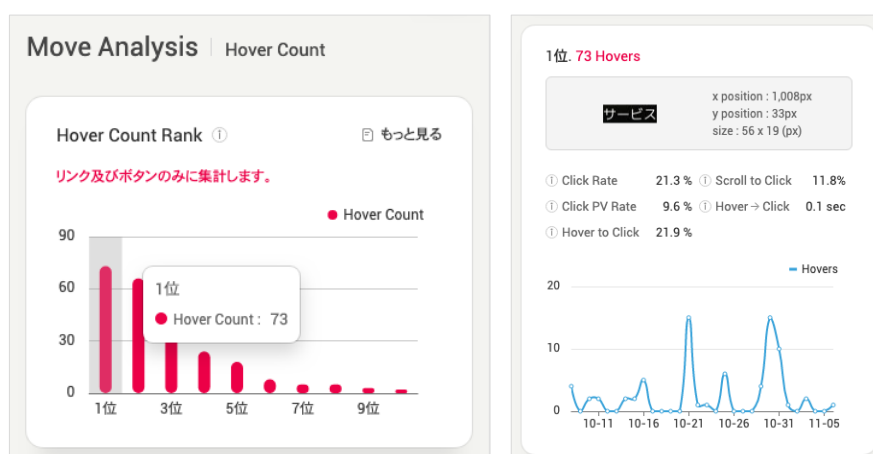 Move Analysis | Hover Count
Hover Count Rank ⓘ もっと見る
リンク及びボタンのみに集計します。
Hover Count
90
60
30
0
1位
Hover Count : 73
1位 3位 5位 7位 9位
1位. 73 Hovers
サービス
x position : 1,008px
y position : 33px
size : 56 x 19 (px)
ⓘ Click Rate 21.3 % ⓘ Scroll to Click 11.8%
ⓘ Click PV Rate 9.6 % ⓘ Hover → Click 0.1 sec
ⓘ Hover to Click 21.9 %
Hovers
20
10
0
10-11 10-16 10-21 10-26 10-31 11-05